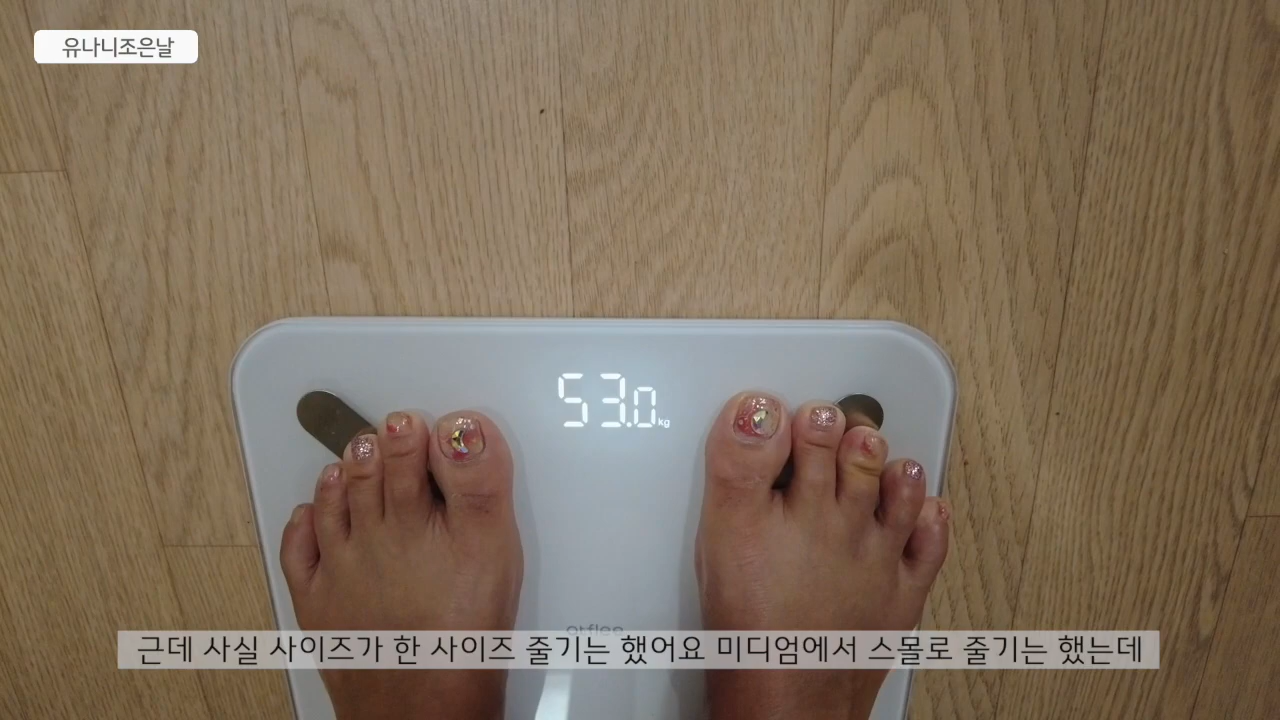 유나니조은날
53.0kg
atflee
근데 사실 사이즈가 한 사이즈 줄기는 했어요 미디엄에서 스몰로 줄기는 했는데